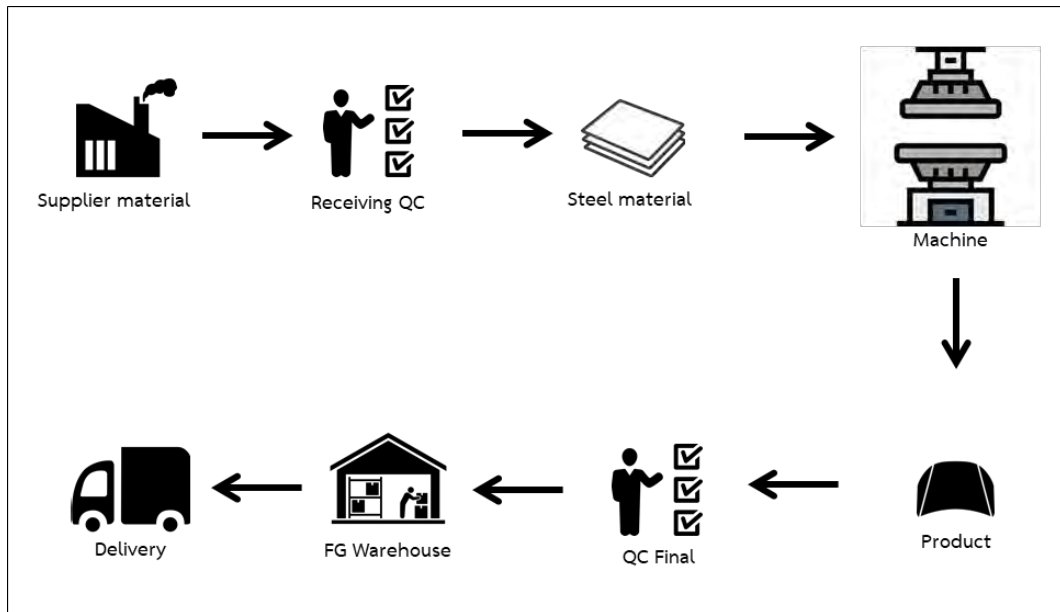 Supplier material
Receiving QC
Steel material
Machine
Product
QC Final
FG Warehouse
Delivery